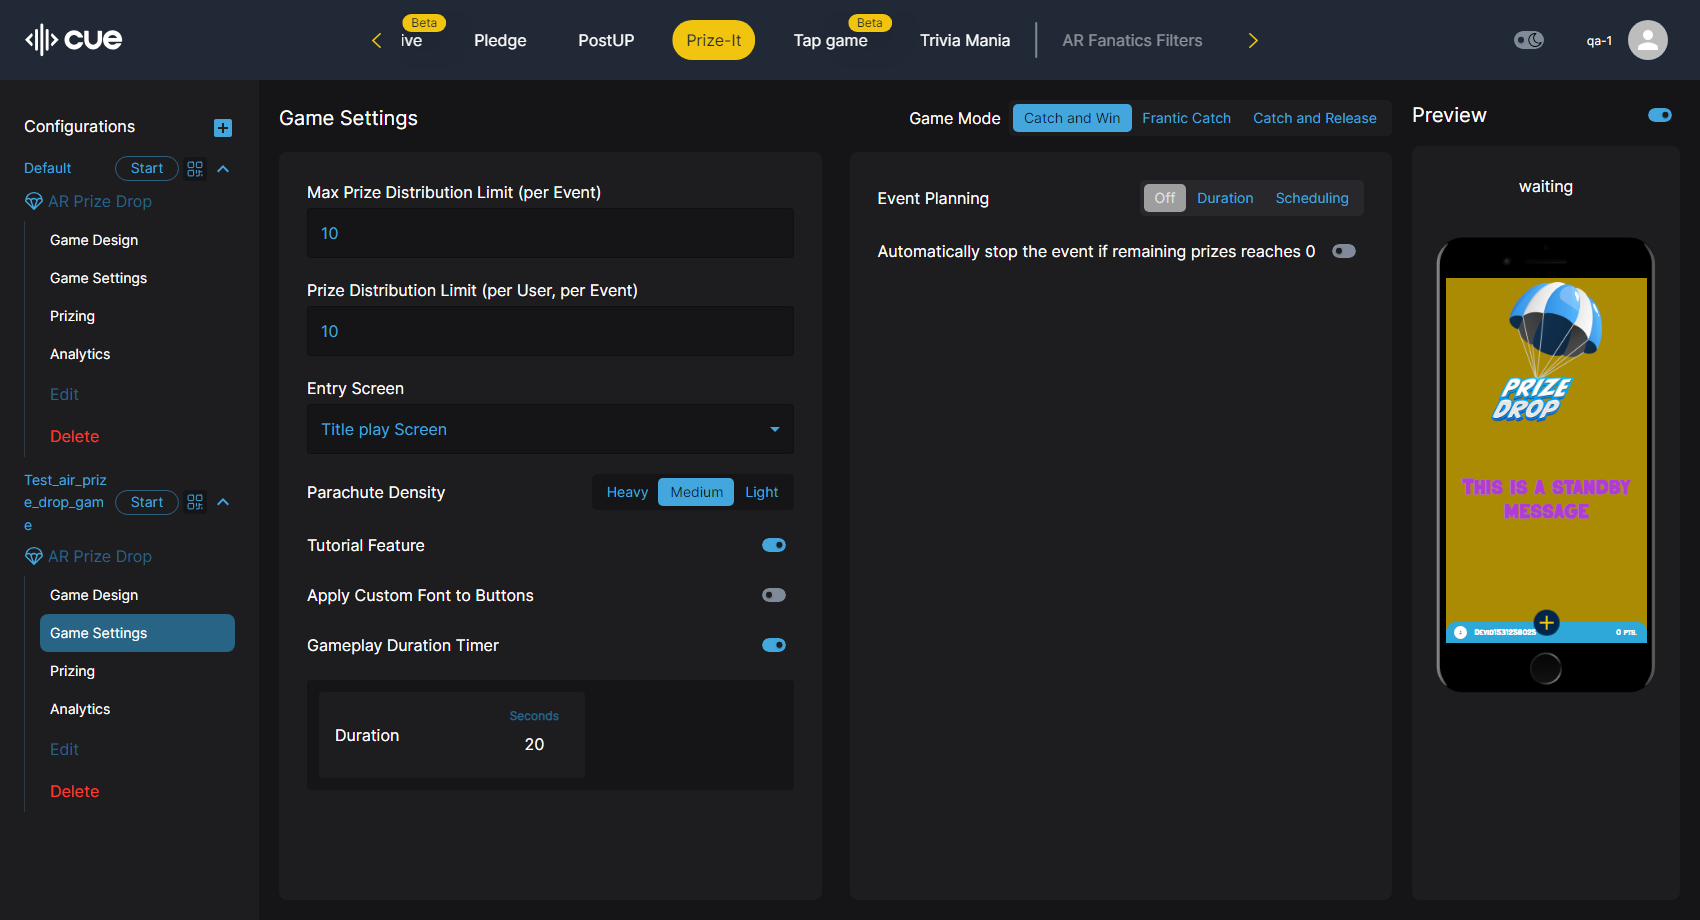 cue
Beta
ive
Pledge
PostUP
Prize-It
Beta
Tap game
Trivia Mania
AR Fanatics Filters
qa-1
Configurations
Default
Start
AR Prize Drop
Game Design
Game Settings
Prizing
Analytics
Edit
Delete
Test_air_priz
e_drop_gam
e
Start
AR Prize Drop
Game Design
Game Settings
Prizing
Analytics
Edit
Delete
Game Settings
Game Mode
Catch and Win
Frantic Catch
Catch and Release
Max Prize Distribution Limit (per Event)
10
Prize Distribution Limit (per User, per Event)
10
Entry Screen
Title play Screen
Parachute Density
Heavy
Medium
Light
Tutorial Feature
Apply Custom Font to Buttons
Gameplay Duration Timer
Duration
Seconds
20
Event Planning
Off
Duration
Scheduling
Automatically stop the event if remaining prizes reaches 0
Preview
waiting
PRIZE
DROP
THIS IS A STANDBY
MESSAGE
0 PTS.